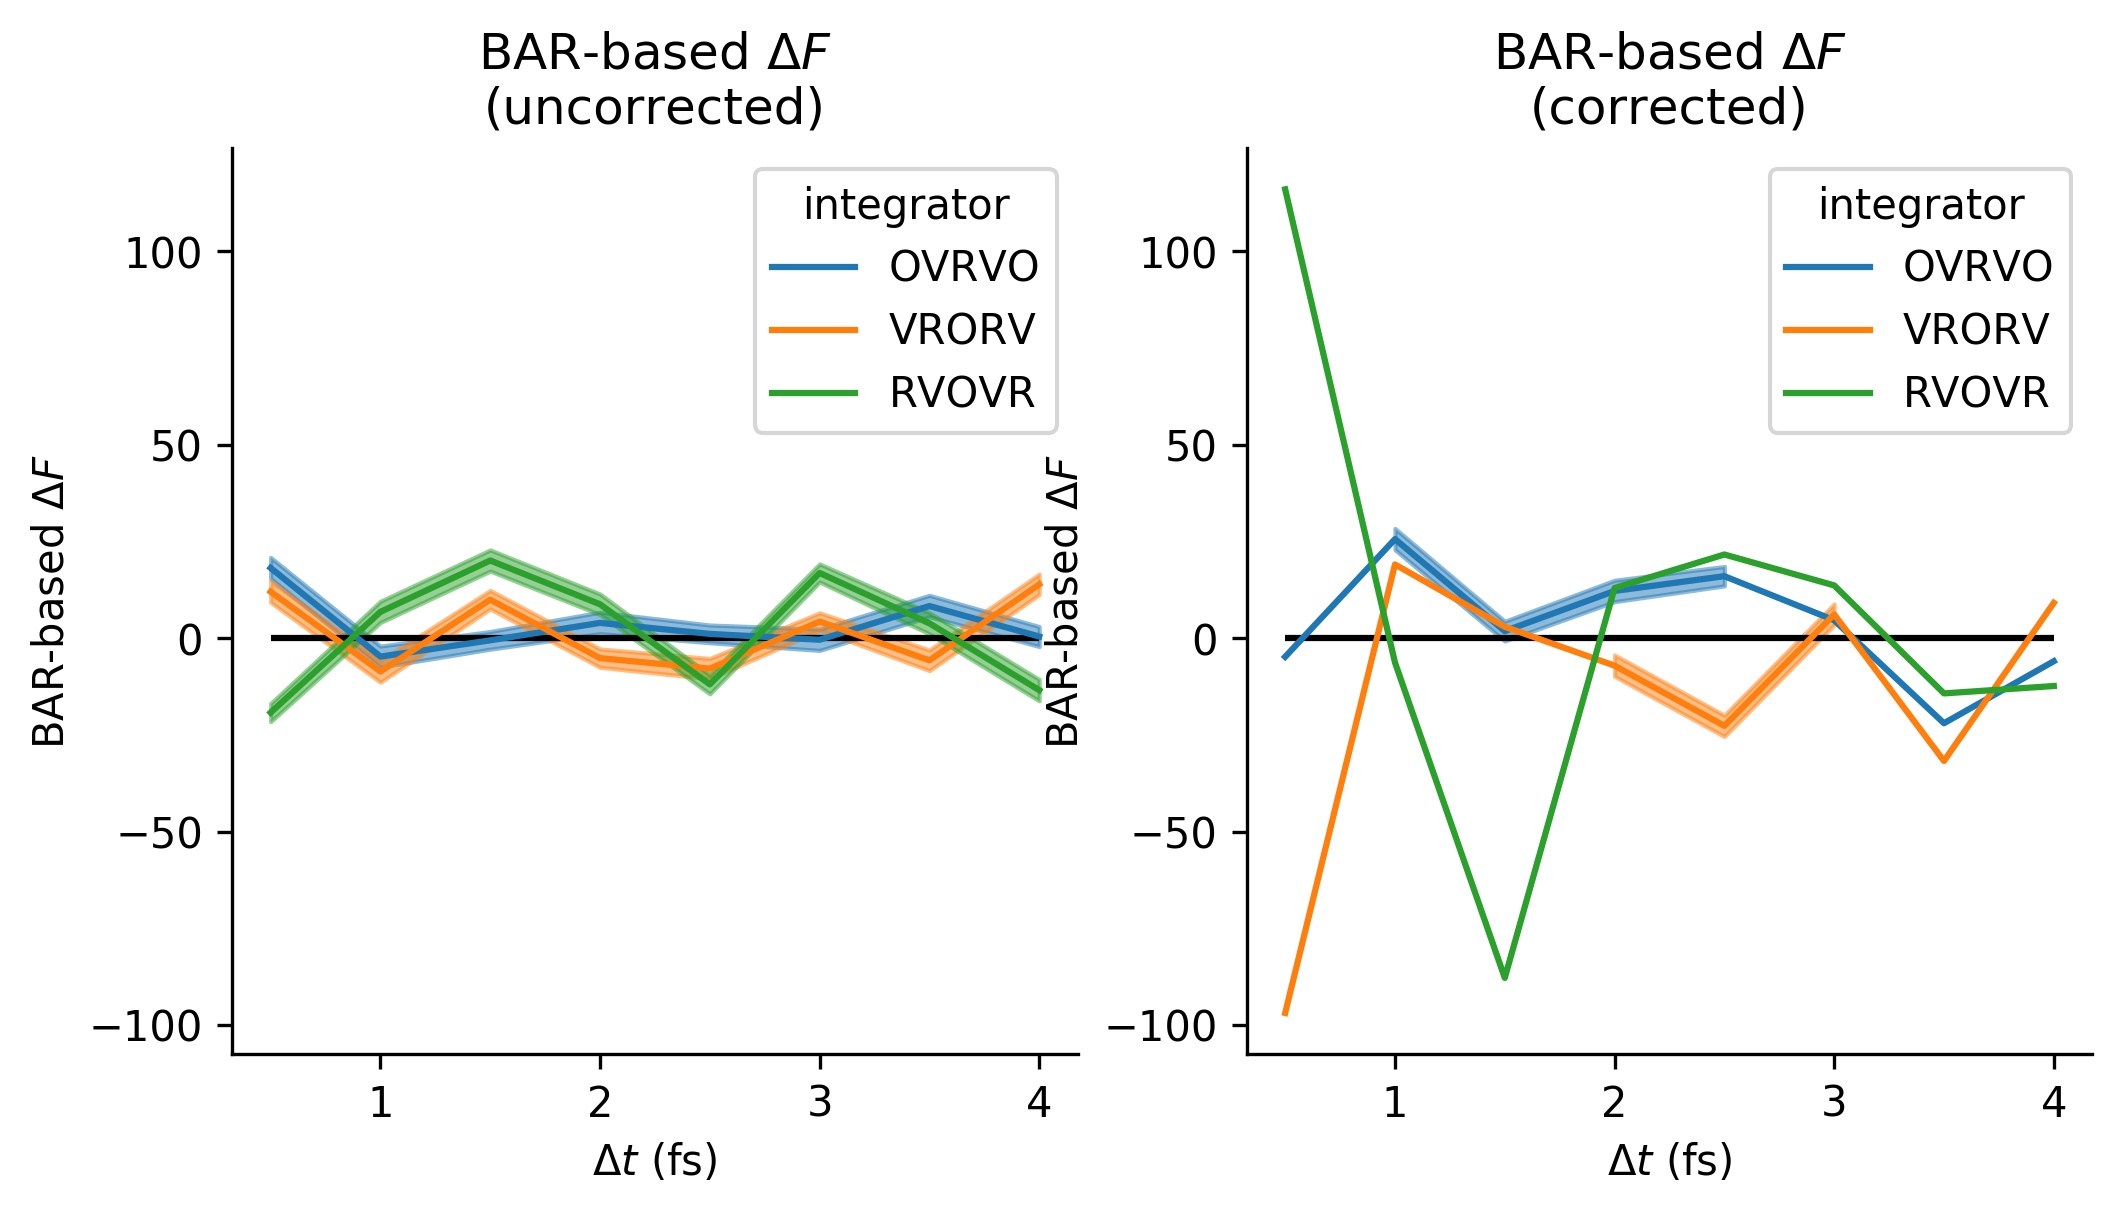 BAR-based ΔF
(uncorrected)
BAR-based ΔF
100
50
0
−50
−100
integrator
OVRVO
VRORV
RVOVR
1
2
3
4
Δt (fs)
BAR-based ΔF
(corrected)
BAR-based ΔF
100
50
0
−50
−100
integrator
OVRVO
VRORV
RVOVR
1
2
3
4
Δt (fs)